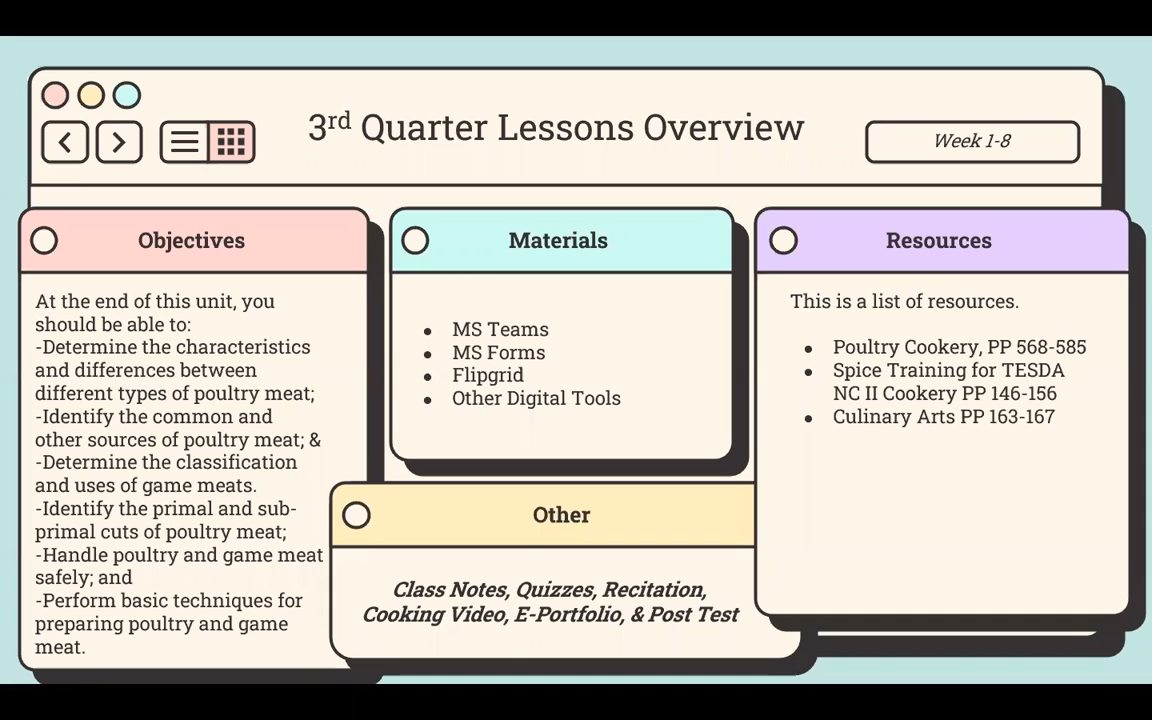 3rd Quarter Lessons Overview
Week 1-8
Objectives
At the end of this unit, you
should be able to:
-Determine the characteristics
and differences between
different types of poultry meat;
-Identify the common and
other sources of poultry meat; &
-Determine the classification
and uses of game meats.
-Identify the primal and sub-
primal cuts of poultry meat;
-Handle poultry and game meat
safely; and
-Perform basic techniques for
preparing poultry and game
meat.
Materials
• MS Teams
• MS Forms
• Flipgrid
• Other Digital Tools
Other
Class Notes, Quizzes, Recitation,
Cooking Video, E-Portfolio, & Post Test
Resources
This is a list of resources.
• Poultry Cookery, PP 568-585
• Spice Training for TESDA
NC II Cookery PP 146-156
• Culinary Arts PP 163-167